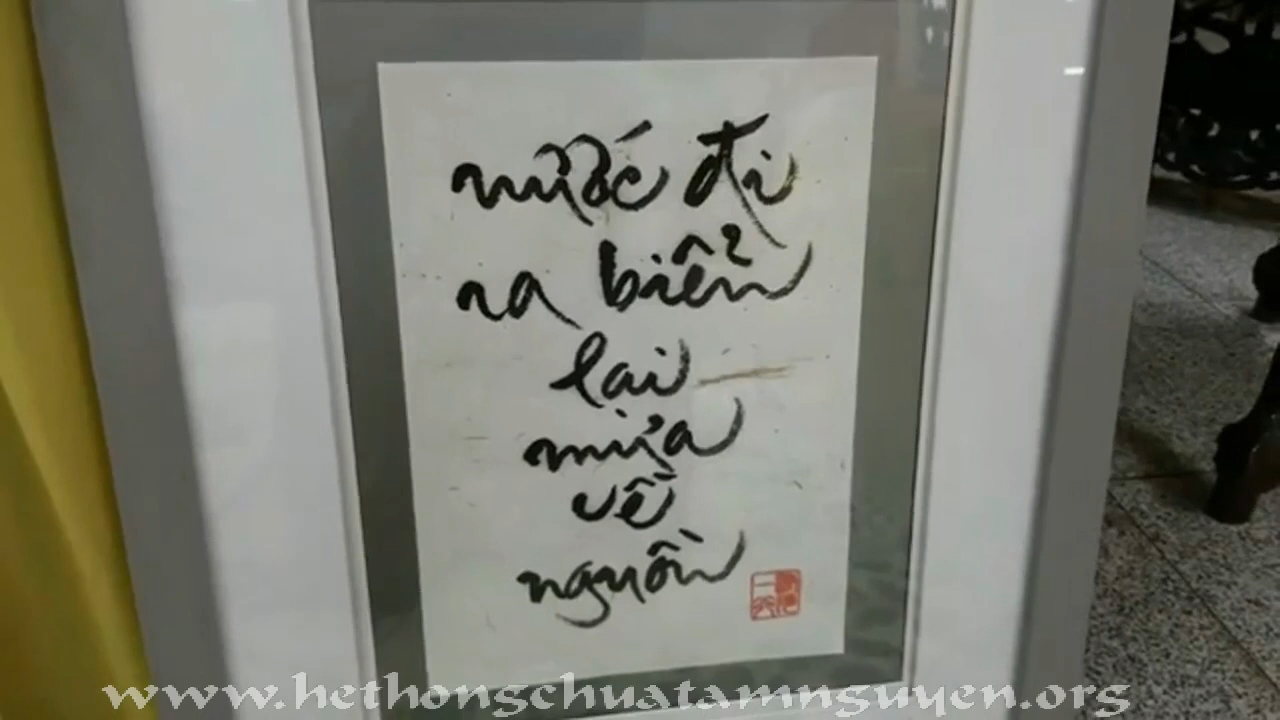 nước đi
ra biển
lại
mưa
về
nguồn
www.hethongchuatamnguyen.org